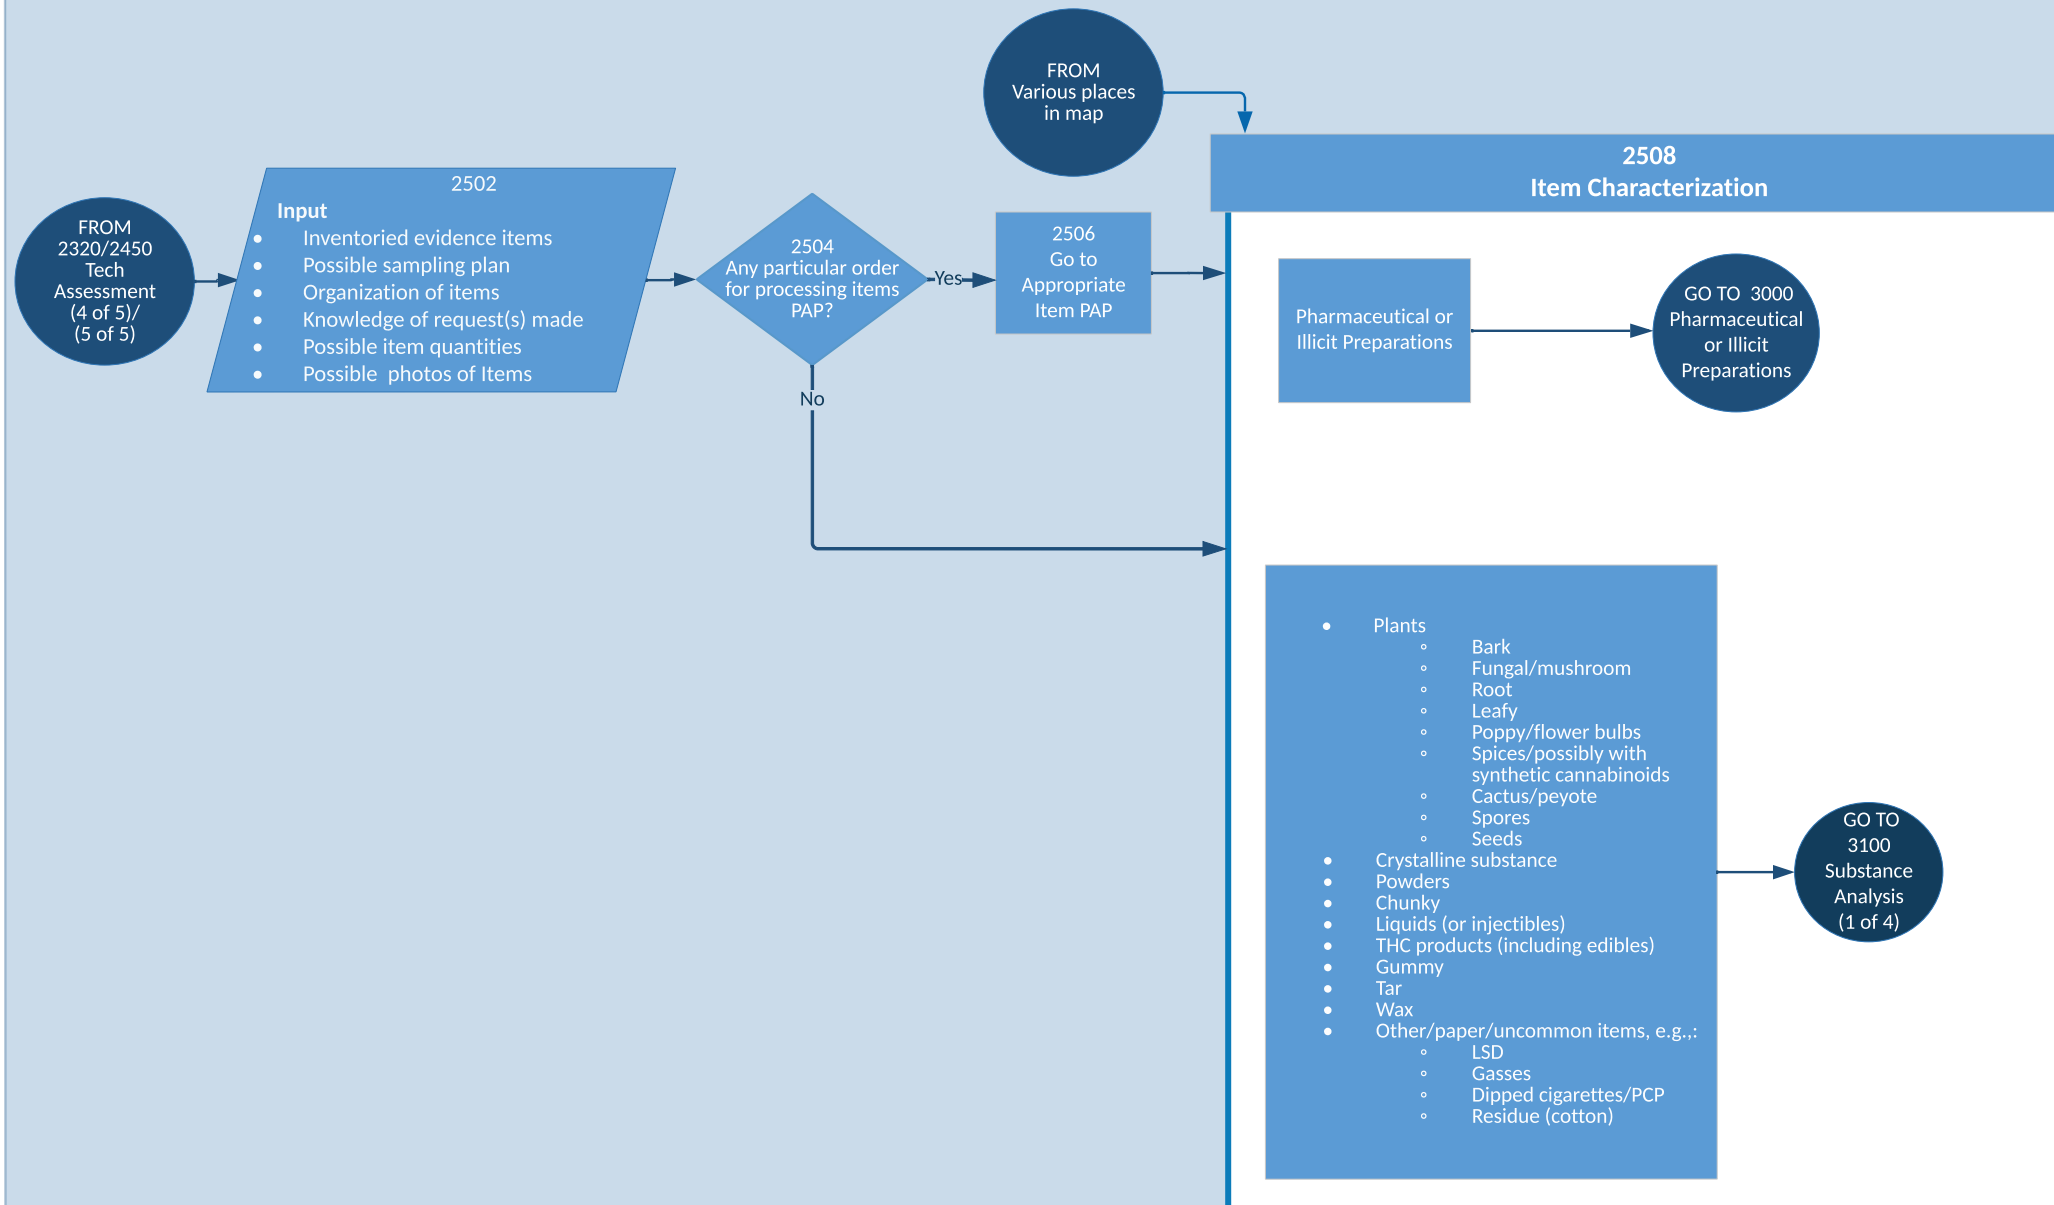 FROM
Various places
in map
2508
Item Characterization
FROM
2320/2450
Tech
Assessment
(4 of 5)/
(5 of 5)
2502
Input
• Inventoried evidence items
• Possible sampling plan
• Organization of items
• Knowledge of request(s) made
• Possible item quantities
• Possible  photos of Items
2504
Any particular order
for processing items
PAP?
Yes
No
2506
Go to
Appropriate
Item PAP
Pharmaceutical or
Illicit Preparations
GO TO  3000
Pharmaceutical
or Illicit
Preparations
• Plants
◦ Bark
◦ Fungal/mushroom
◦ Root
◦ Leafy
◦ Poppy/flower bulbs
◦ Spices/possibly with
synthetic cannabinoids
◦ Cactus/peyote
◦ Spores
◦ Seeds
• Crystalline substance
• Powders
• Chunky
• Liquids (or injectibles)
• THC products (including edibles)
• Gummy
• Tar
• Wax
• Other/paper/uncommon items, e.g.,:
◦ LSD
◦ Gasses
◦ Dipped cigarettes/PCP
◦ Residue (cotton)
GO TO
3100
Substance
Analysis
(1 of 4)